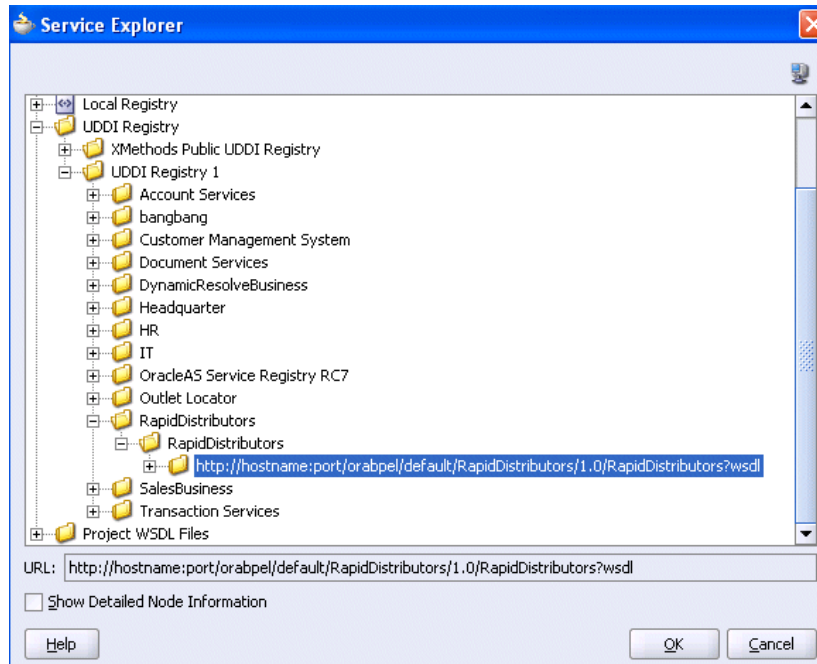 Service Explorer
Local Registry
UDDI Registry
XMethods Public UDDI Registry
UDDI Registry 1
Account Services
bangbang
Customer Management System
Document Services
DynamicResolveBusiness
Headquarter
HR
IT
OracleAS Service Registry RC7
Outlet Locator
RapidDistributors
RapidDistributors
http://hostname:port/orabpel/default/RapidDistributors/1.0/RapidDistributors?wsdl
SalesBusiness
Transaction Services
Project WSDL Files
URL: http://hostname:port/orabpel/default/RapidDistributors/1.0/RapidDistributors?wsdl
Show Detailed Node Information
Help OK Cancel